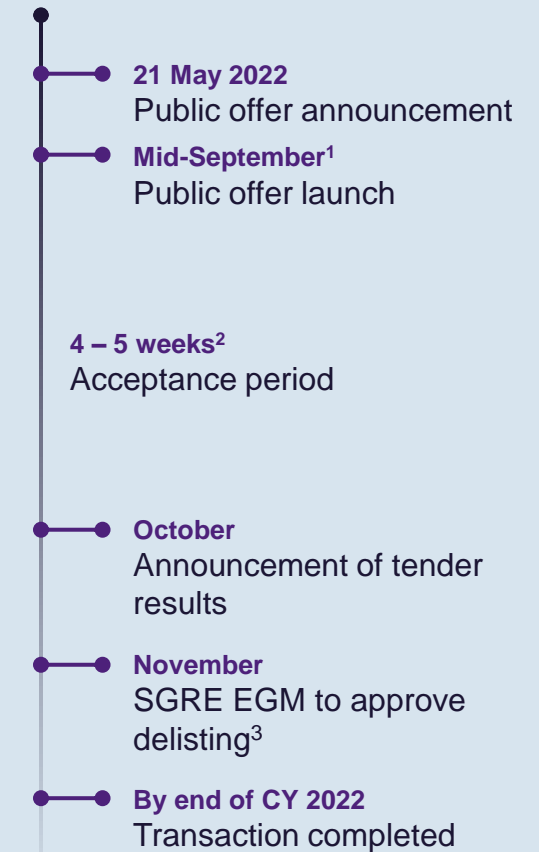 21 May 2022
Public offer announcement
Mid-September¹
Public offer launch
4 – 5 weeks²
Acceptance period
October
Announcement of tender
results
November
SGRE EGM to approve
delisting³
By end of CY 2022
Transaction completed